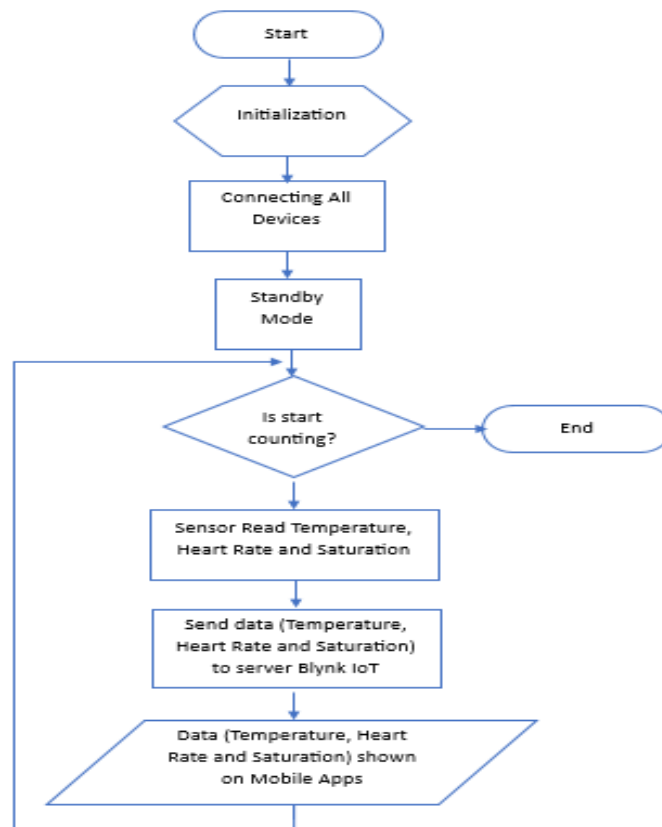 Start
Initialization
Connecting All
Devices
Standby
Mode
Is start
counting?
End
Sensor Read Temperature,
Heart Rate and Saturation
Send data (Temperature,
Heart Rate and Saturation)
to server Blynk IoT
Data (Temperature, Heart
Rate and Saturation) shown
on Mobile Apps